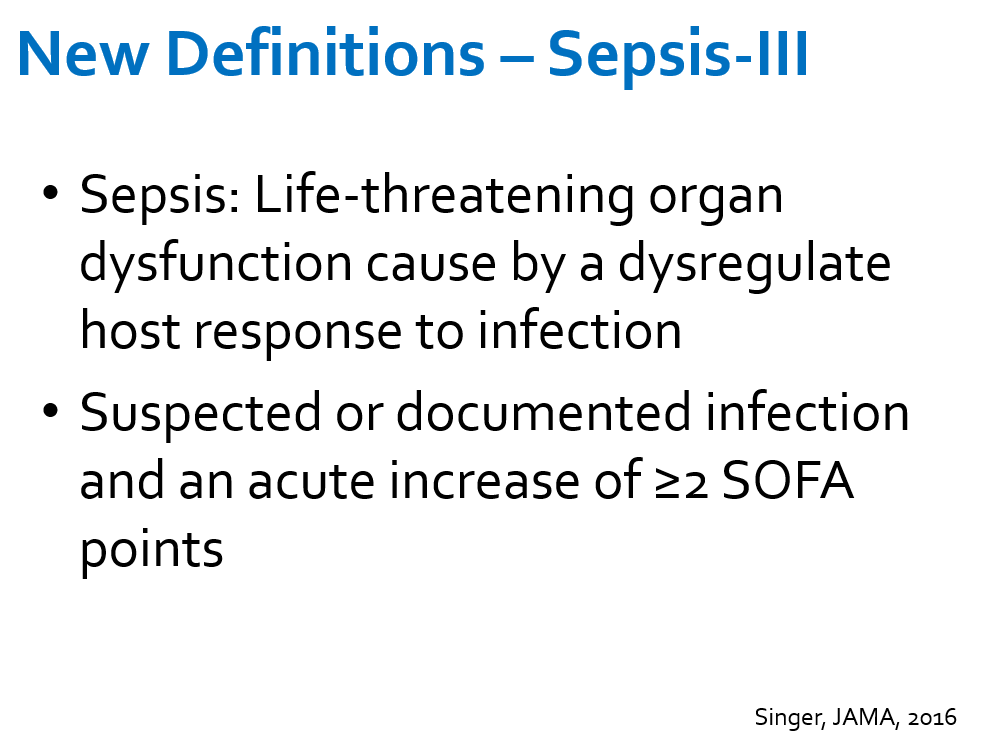 New Definitions – Sepsis-III
• Sepsis: Life-threatening organ
dysfunction cause by a dysregulate
host response to infection
• Suspected or documented infection
and an acute increase of ≥2 SOFA
points
Singer, JAMA, 2016